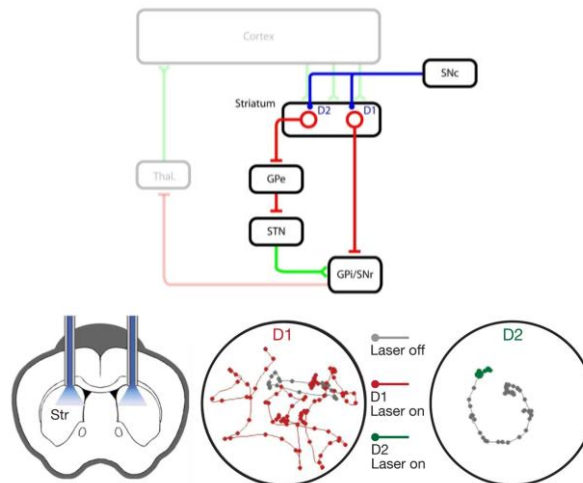 Cortex
SNc
Striatum
D2
D1
Thal.
GPe
STN
GPi/SNr
Str
D1
Laser off
D1
Laser on
D2
Laser on
D2